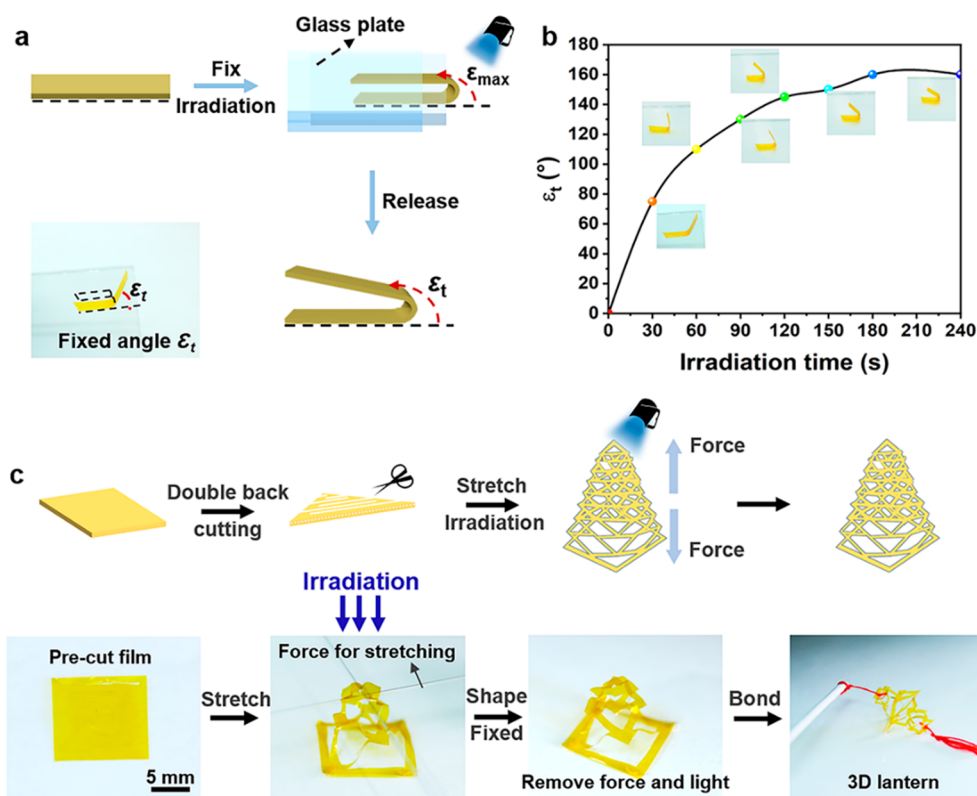 a
Glass plate
Fix
Irradiation
εmax
Release
εt
εt
Fixed angle εt
b
180
160
140
120
100
80
60
40
20
0
εt (°)
0 30 60 90 120 150 180 210 240
Irradiation time (s)
c
Double back
cutting
Stretch
Irradiation
Force
Force
Irradiation
Pre-cut film
5 mm
Stretch
Force for stretching
Shape
Fixed
Remove force and light
Bond
3D lantern